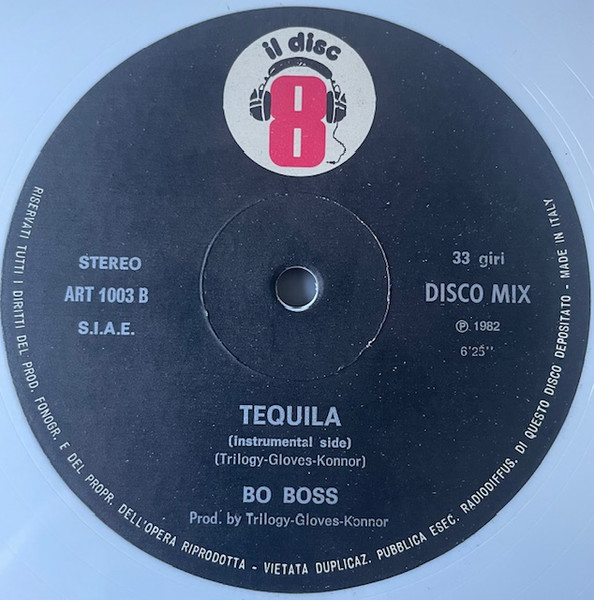 il disc
8
STEREO
ART 1003 B
S.I.A.E.
33 giri
DISCO MIX
Ⓟ 1982
6'25''
TEQUILA
(instrumental side)
(Trilogy-Gloves-Konnor)
BO BOSS
Prod. by Trilogy-Gloves-Konnor
RISERVATI TUTTI I DIRITTI DEL PROD. FONOGR. E DEL PROPR. DELL'OPERA RIPRODOTTA - VIETATA DUPLICAZ. PUBBLICA ESEC. RADIODIFFUS. DI QUESTO DISCO DEPOSITATO - MADE IN ITALY